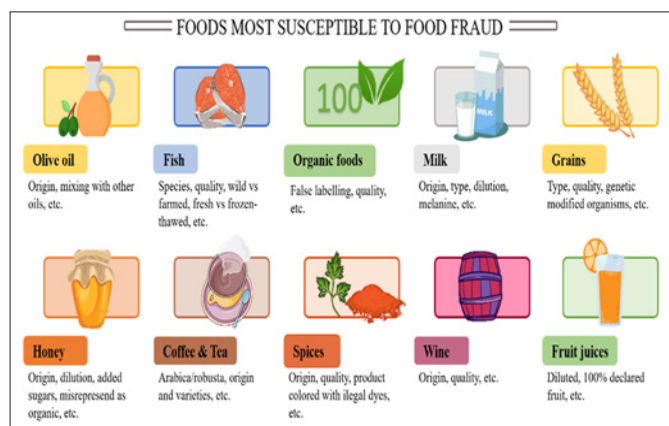 FOODS MOST SUSCEPTIBLE TO FOOD FRAUD
100
MILK
Olive oil
Origin, mixing with other
oils, etc.
Fish
Species, quality, wild vs
farmed, fresh vs frozen-
thawed, etc.
Organic foods
False labelling, quality,
etc.
Milk
Origin, type, dilution,
melanine, etc.
Grains
Type, quality, genetic
modified organisms, etc.
Honey
Origin, dilution, added
sugars, misrepresend as
organic, etc.
Coffee & Tea
Arabica/robusta, origin
and varieties, etc.
Spices
Origin, quality, product
colored with ilegal dyes,
etc.
Wine
Origin, quality, etc.
Fruit juices
Diluted, 100% declared
fruit, etc.